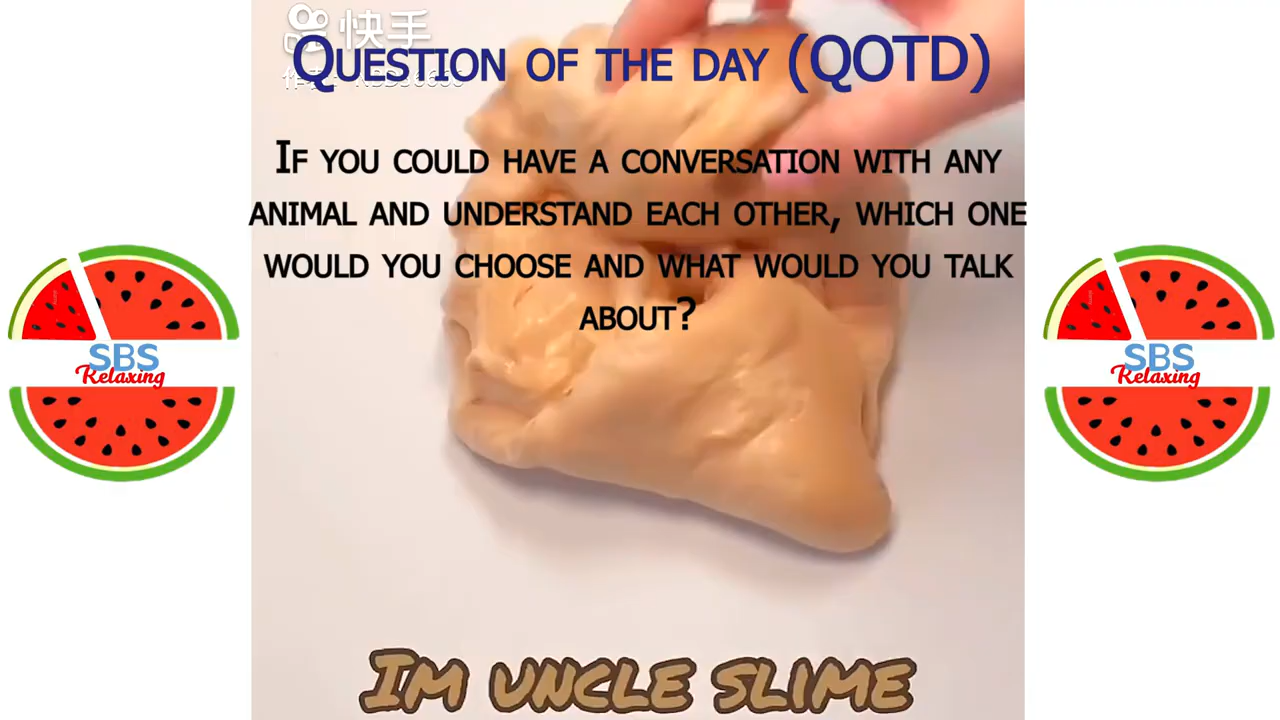 快手
QUESTION OF THE DAY (QOTD)
IF YOU COULD HAVE A CONVERSATION WITH ANY
ANIMAL AND UNDERSTAND EACH OTHER, WHICH ONE
WOULD YOU CHOOSE AND WHAT WOULD YOU TALK
ABOUT?
SBS
Relaxing
SBS
Relaxing
IM UNCLE SLIME